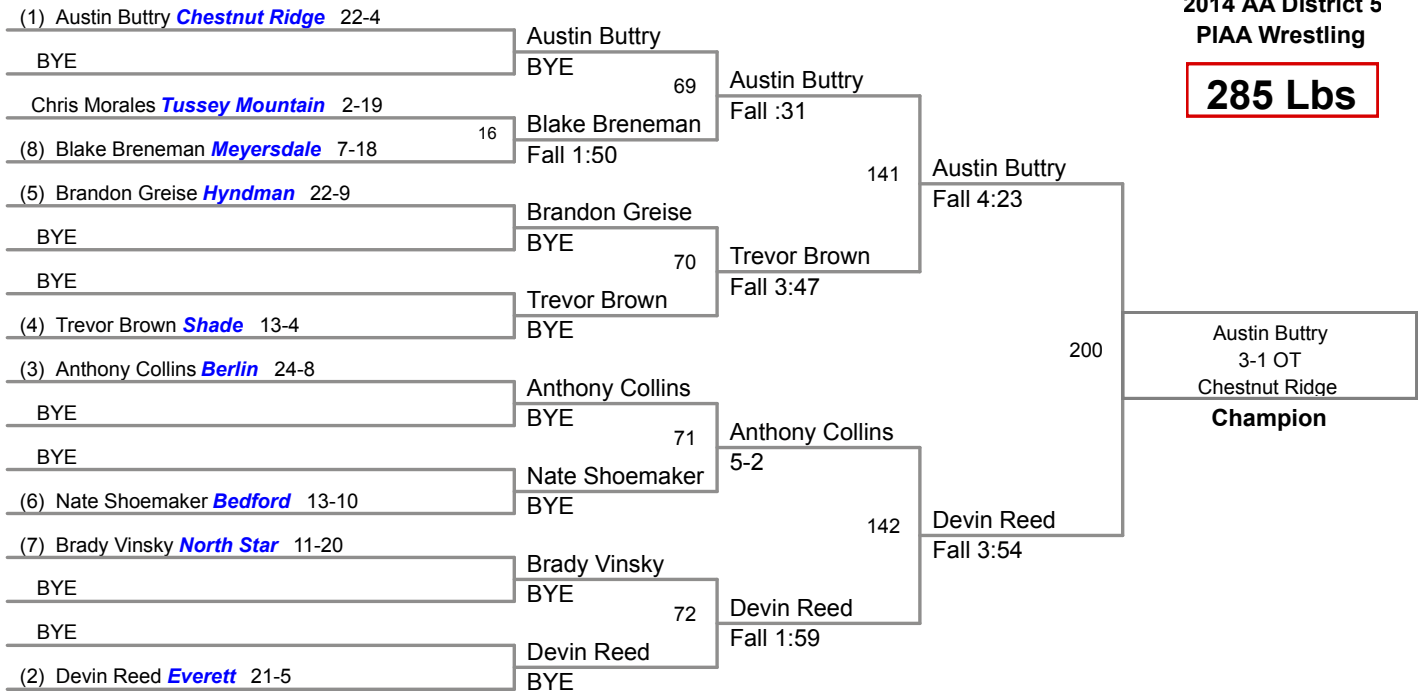 2014 AA District 5
PIAA Wrestling
285 Lbs
(1) Austin Buttry Chestnut Ridge 22-4
BYE
Chris Morales Tussey Mountain 2-19
(8) Blake Breneman Meyersdale 7-18
(5) Brandon Greise Hyndman 22-9
BYE
BYE
(4) Trevor Brown Shade 13-4
(3) Anthony Collins Berlin 24-8
BYE
BYE
(6) Nate Shoemaker Bedford 13-10
(7) Brady Vinsky North Star 11-20
BYE
BYE
(2) Devin Reed Everett 21-5
Austin Buttry
BYE
16
Blake Breneman
Fall 1:50
Brandon Greise
BYE
Trevor Brown
BYE
Anthony Collins
BYE
Nate Shoemaker
BYE
Brady Vinsky
BYE
Devin Reed
BYE
69
Austin Buttry
Fall :31
70
Trevor Brown
Fall 3:47
71
Anthony Collins
5-2
72
Devin Reed
Fall 1:59
141
Austin Buttry
Fall 4:23
142
Devin Reed
Fall 3:54
200
Austin Buttry
3-1 OT
Chestnut Ridge
Champion